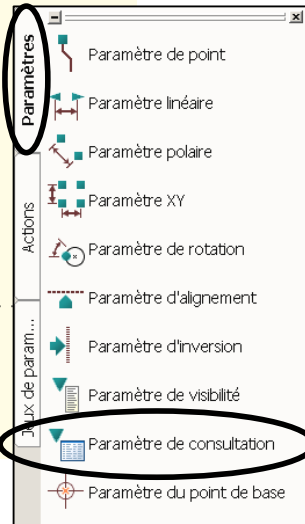 Paramètres
Actions
Jeux de param...
Paramètre de point
Paramètre linéaire
Paramètre polaire
Paramètre XY
Paramètre de rotation
Paramètre d'alignement
Paramètre d'inversion
Paramètre de visibilité
Paramètre de consultation
Paramètre du point de base